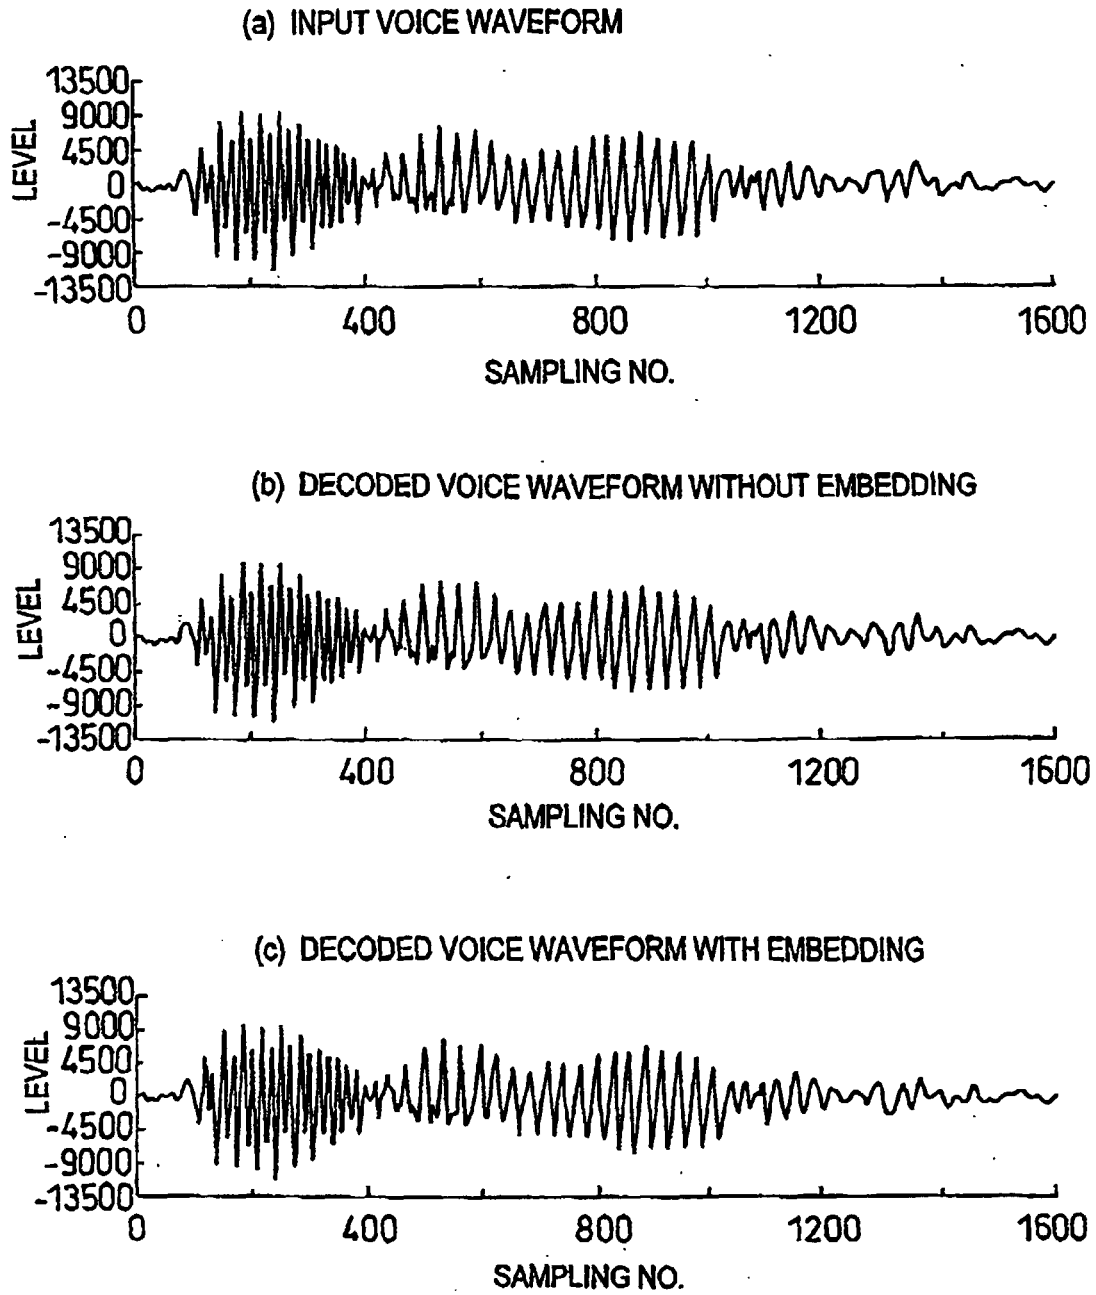 (a) INPUT VOICE WAVEFORM
LEVEL
13500
9000
4500
0
-4500
-9000
-13500
0 400 800 1200 1600
SAMPLING NO.
(b) DECODED VOICE WAVEFORM WITHOUT EMBEDDING
LEVEL
13500
9000
4500
0
-4500
-9000
-13500
0 400 800 1200 1600
SAMPLING NO.
(c) DECODED VOICE WAVEFORM WITH EMBEDDING
LEVEL
13500
9000
4500
0
-4500
-9000
-13500
0 400 800 1200 1600
SAMPLING NO.